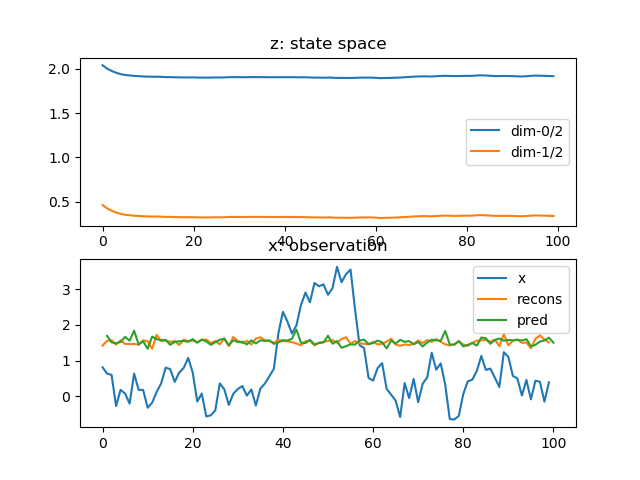 z: state space
2.0
1.5
1.0
0.5
dim-0/2
dim-1/2
0 20 40 60 80 100
x: observation
3
2
1
0
x
recons
pred
0 20 40 60 80 100